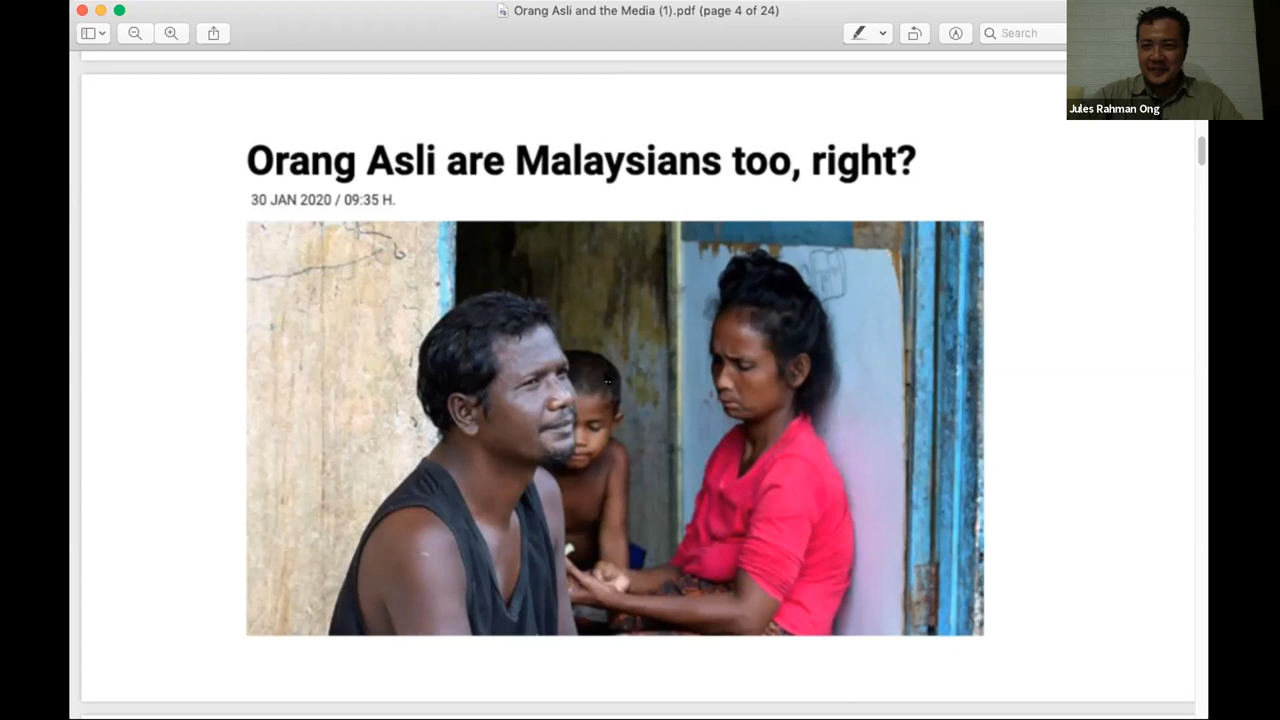 Orang Asli and the Media (1).pdf (page 4 of 24)
Search
Jules Rahman Ong
Orang Asli are Malaysians too, right?
30 JAN 2020 / 09:35 H.